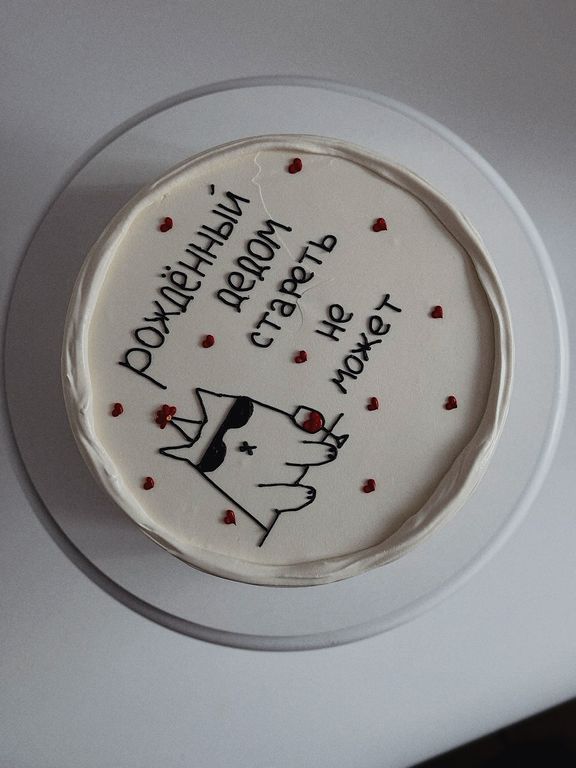 рождённый
дедом
стареть
не
может